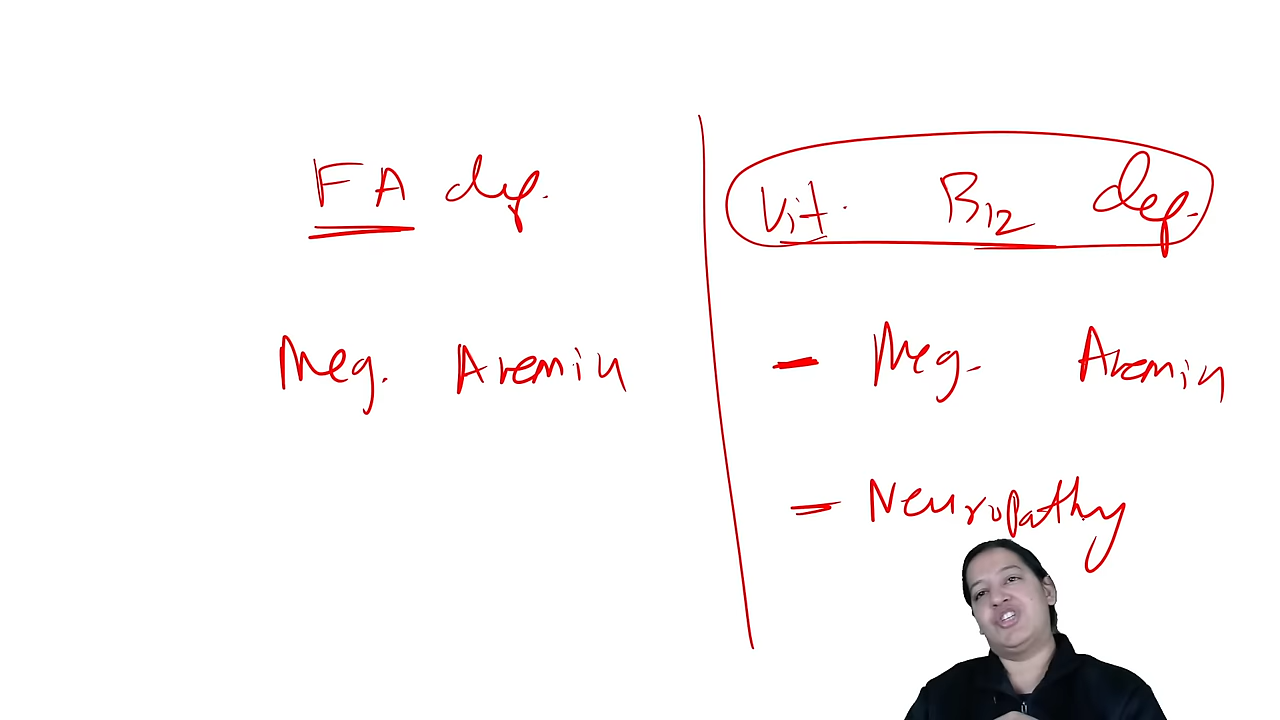 FA def.
Meg. Anemia
Vit. B12 def.
- Meg. Anemia
- Neuropathy